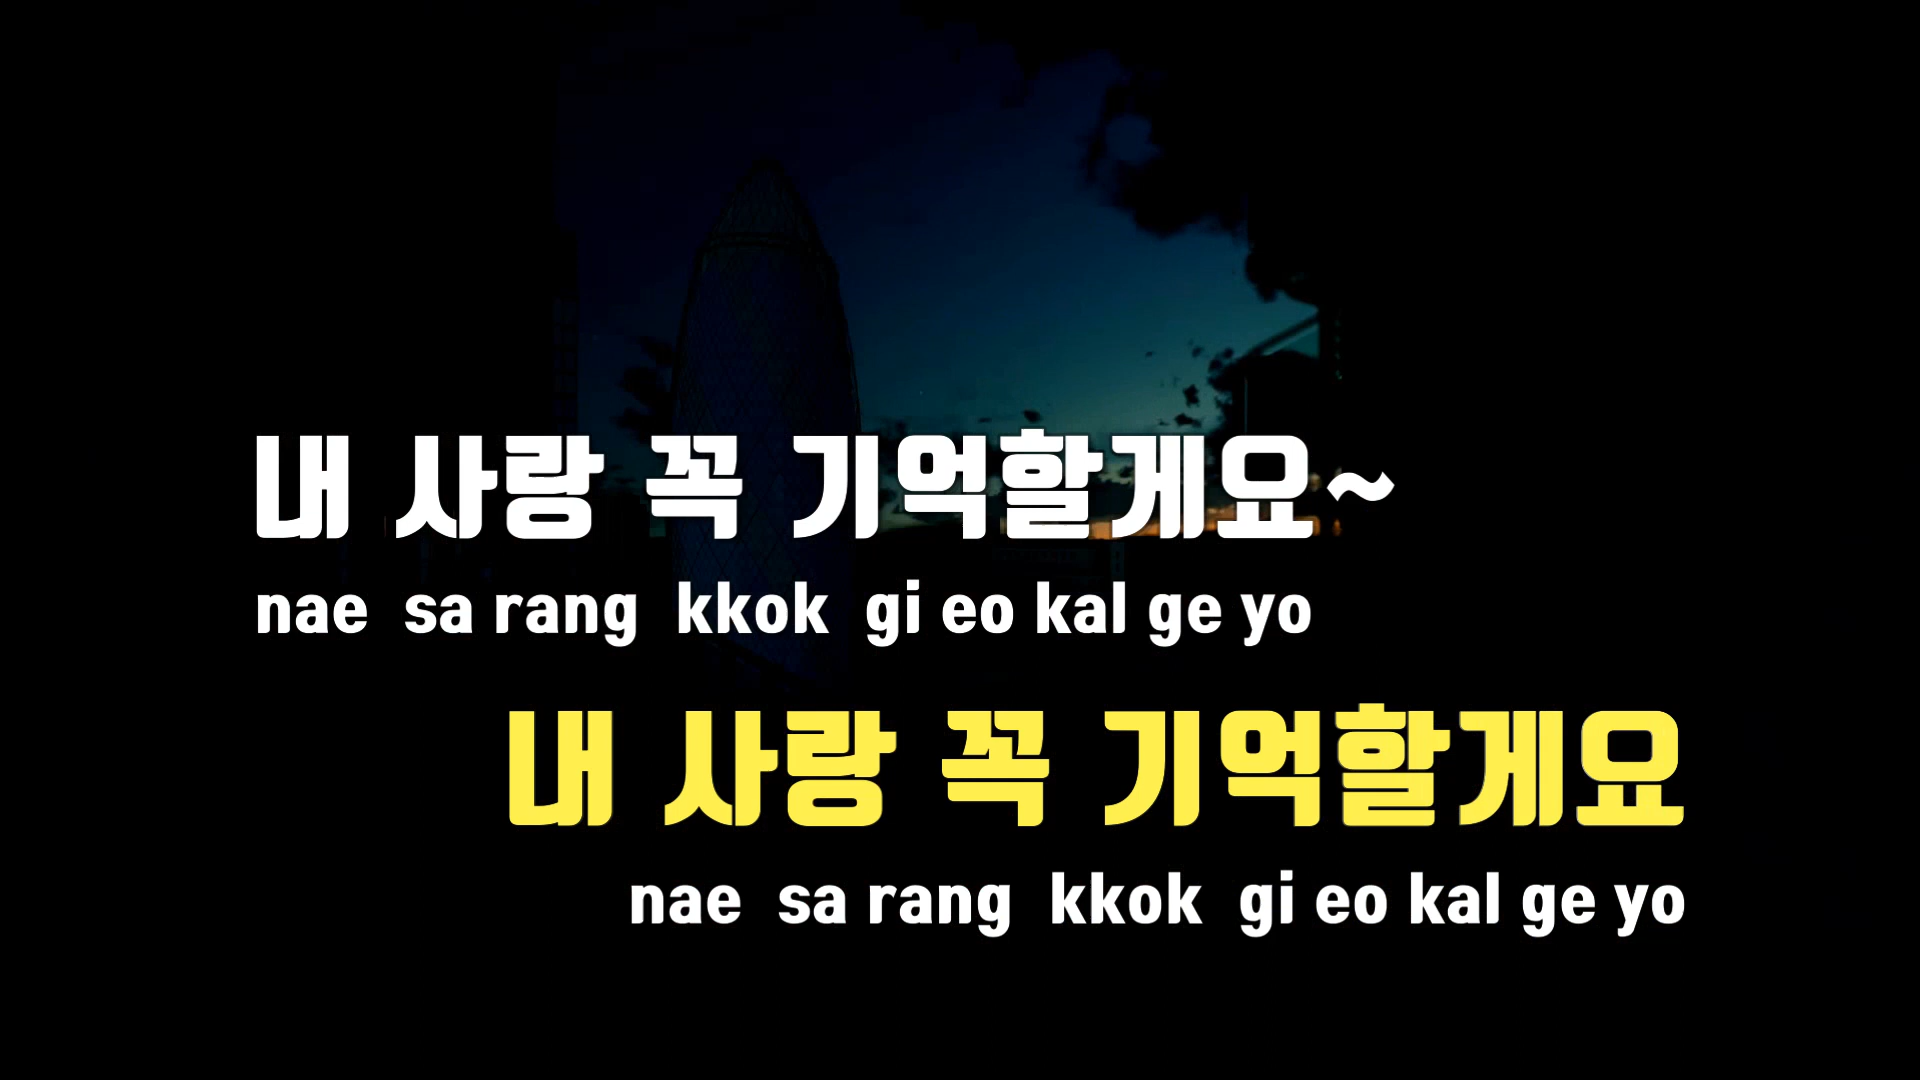 내 사랑 꼭 기억할게요~
nae sa rang kkok gi eo kal ge yo
내 사랑 꼭 기억할게요
nae sa rang kkok gi eo kal ge yo